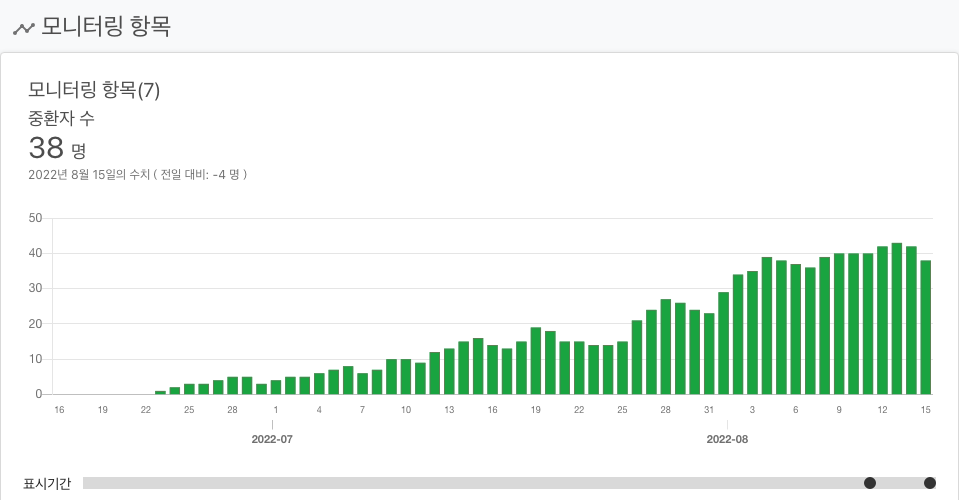 모니터링 항목
모니터링 항목(7)
중환자 수
38 명
2022년 8월 15일의 수치 ( 전일 대비: -4 명 )
50
40
30
20
10
0
16 19 22 25 28 1 4 7 10 13 16 19 22 25 28 31 3 6 9 12 15
2022-07 2022-08
표시기간